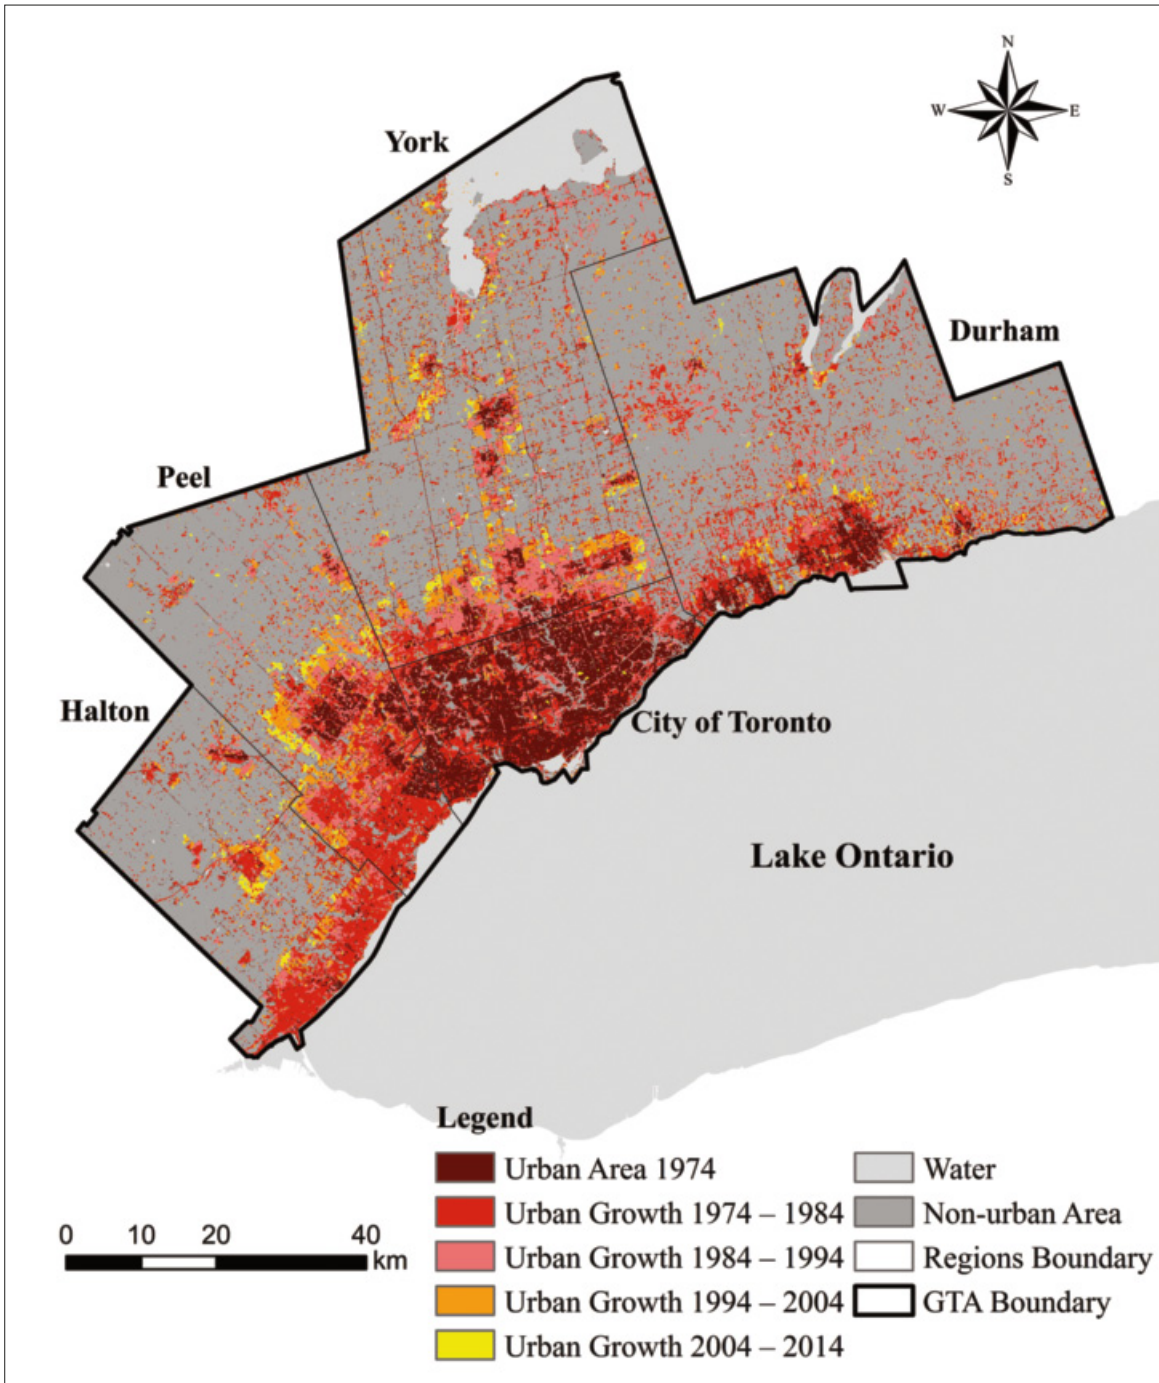 N
W E
S
York
Durham
Peel
Halton
City of Toronto
Lake Ontario
Legend
Urban Area 1974
Urban Growth 1974 – 1984
Urban Growth 1984 – 1994
Urban Growth 1994 – 2004
Urban Growth 2004 – 2014
Water
Non-urban Area
Regions Boundary
GTA Boundary
0 10 20 40
km